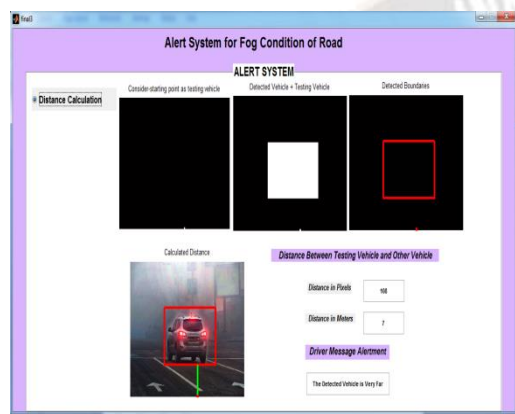 final3
Alert System for Fog Condition of Road
ALERT SYSTEM
Distance Calculation
Consider-starting point as testing vehicle
Detected Vehicle + Testing Vehicle
Detected Boundaries
Calculated Distance
Distance Between Testing Vehicle and Other Vehicle
Distance in Pixels
Distance in Meters
7
Driver Message Alertment
The Detected Vehicle is Very Far